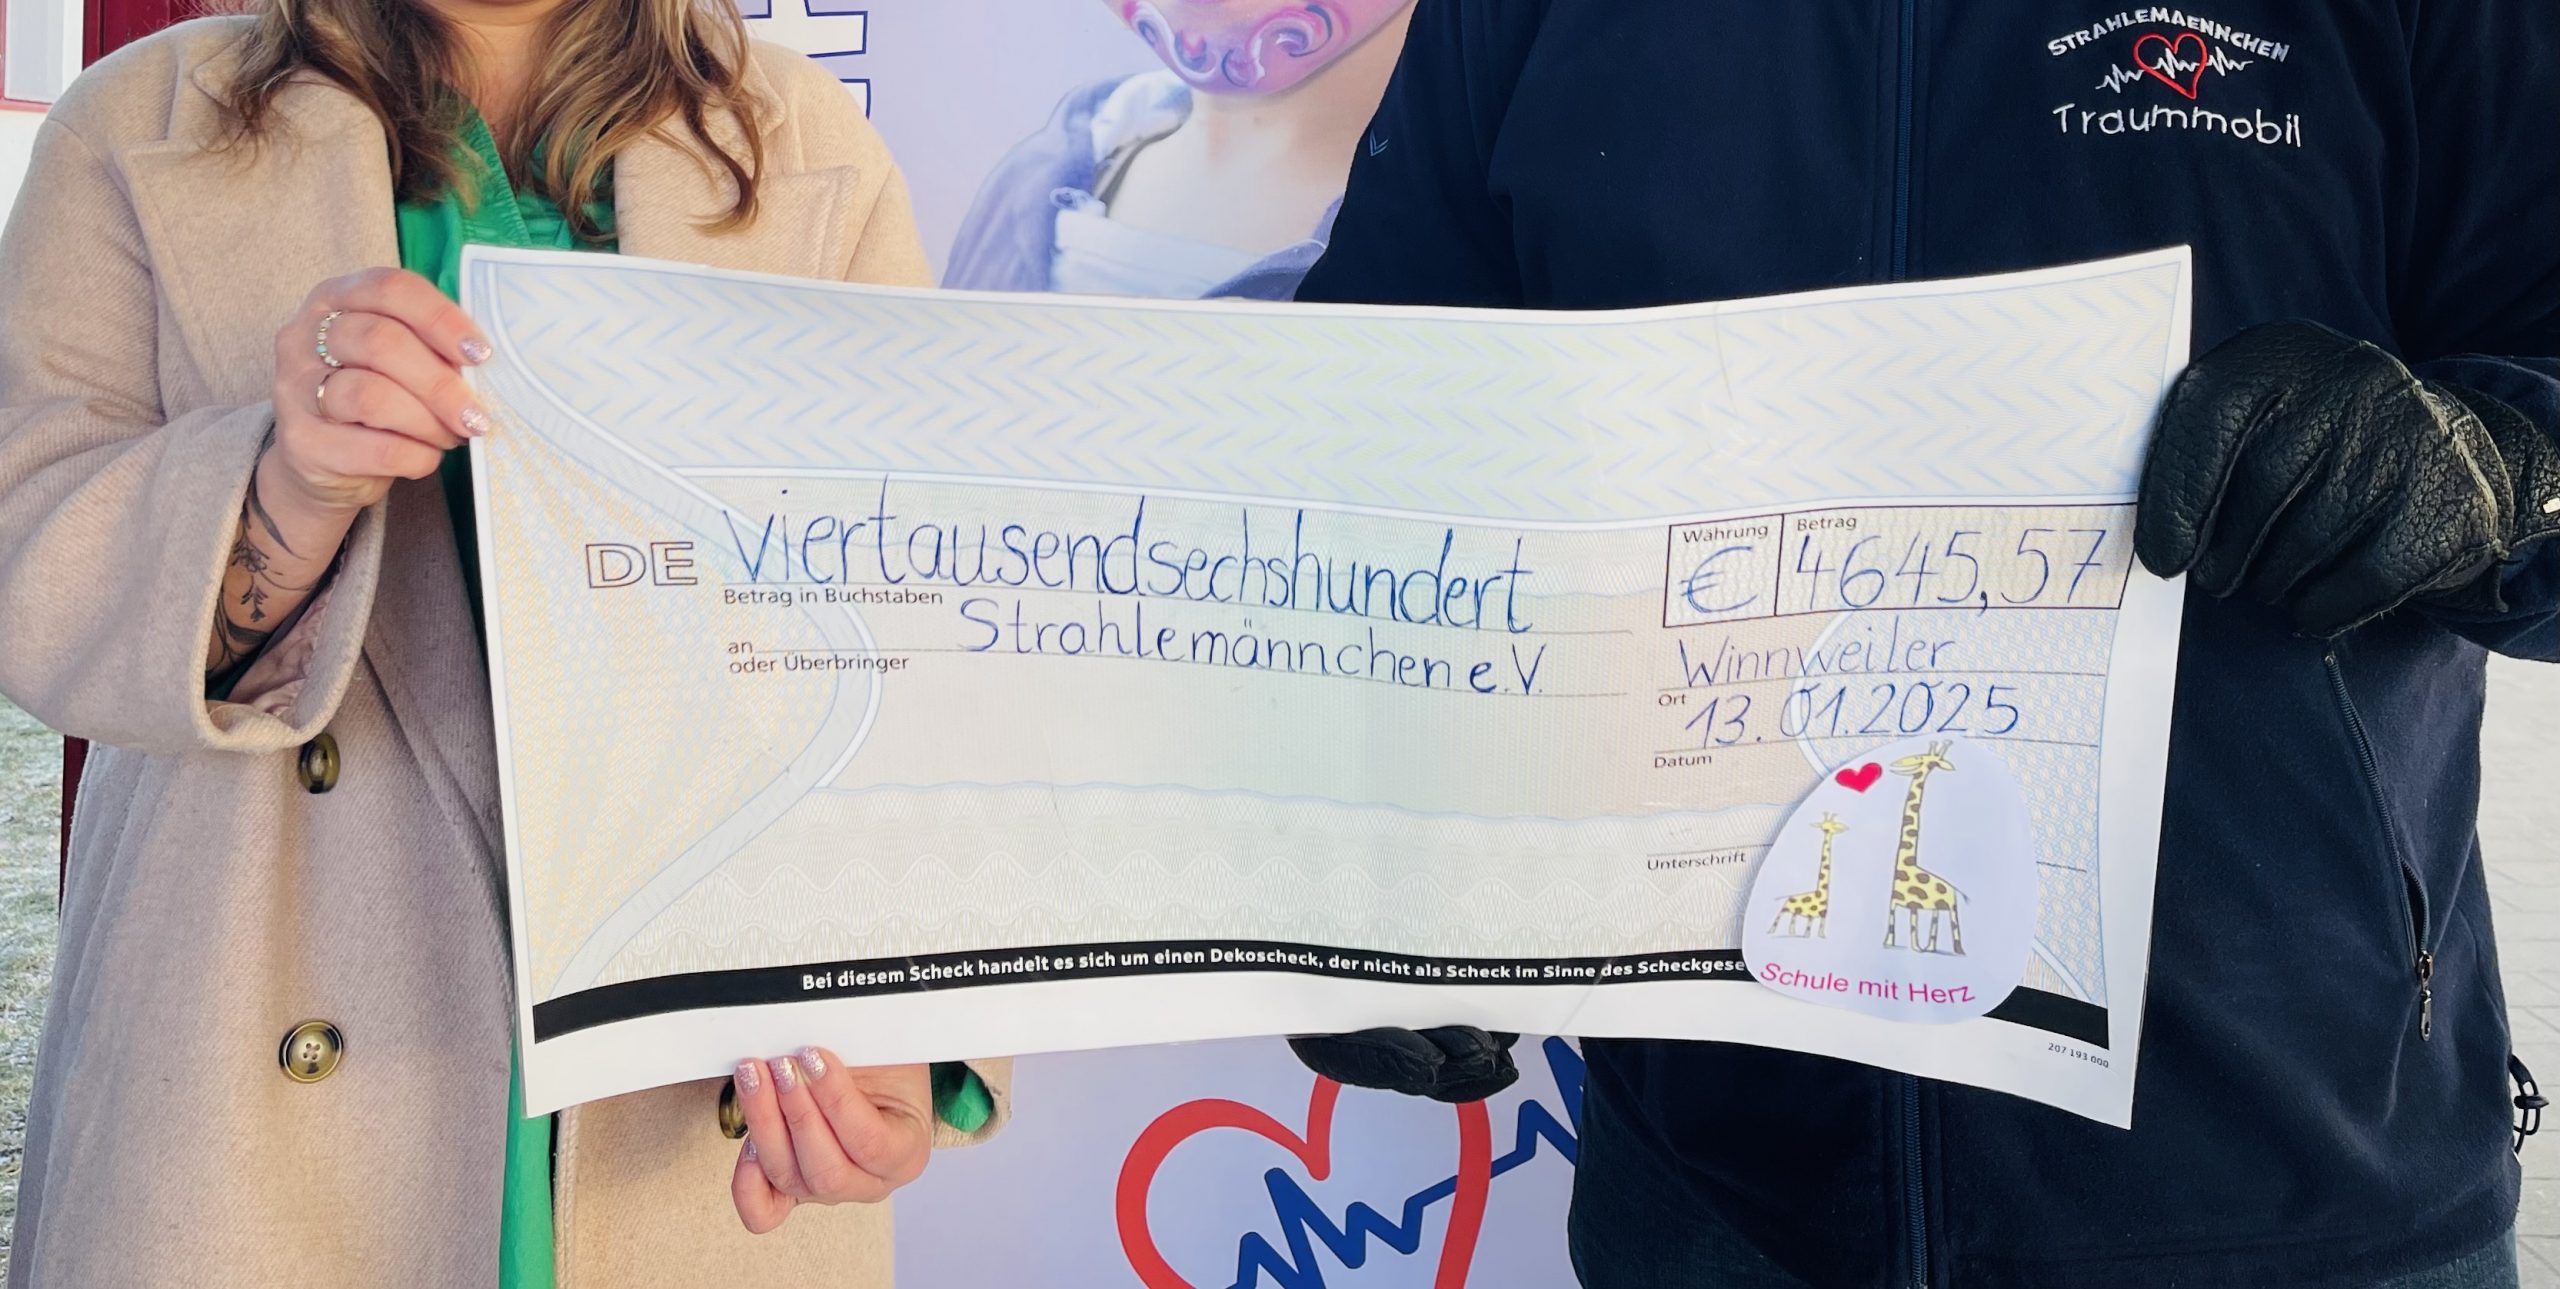 STRAHLEMAENNCHEN
Traummobil
DE Viertausendsechshundert
Betrag in Buchstaben
Währung
€
Betrag
4645,57
an
oder Überbringer
Strahlemännchen e.V.
Winnweiler
Ort
13.01.2025
Datum
Unterschrift
Bei diesem Scheck handelt es sich um einen Dekoscheck, der nicht als Scheck im Sinne des Scheckgese
Schule mit Herz
207 193 000